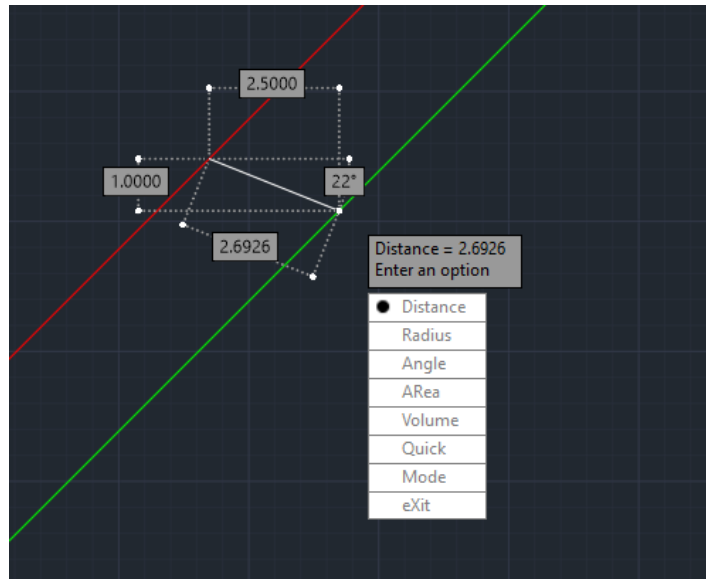 2.5000
1.0000
22°
2.6926
Distance = 2.6926
Enter an option
Distance
Radius
Angle
ARea
Volume
Quick
Mode
eXit